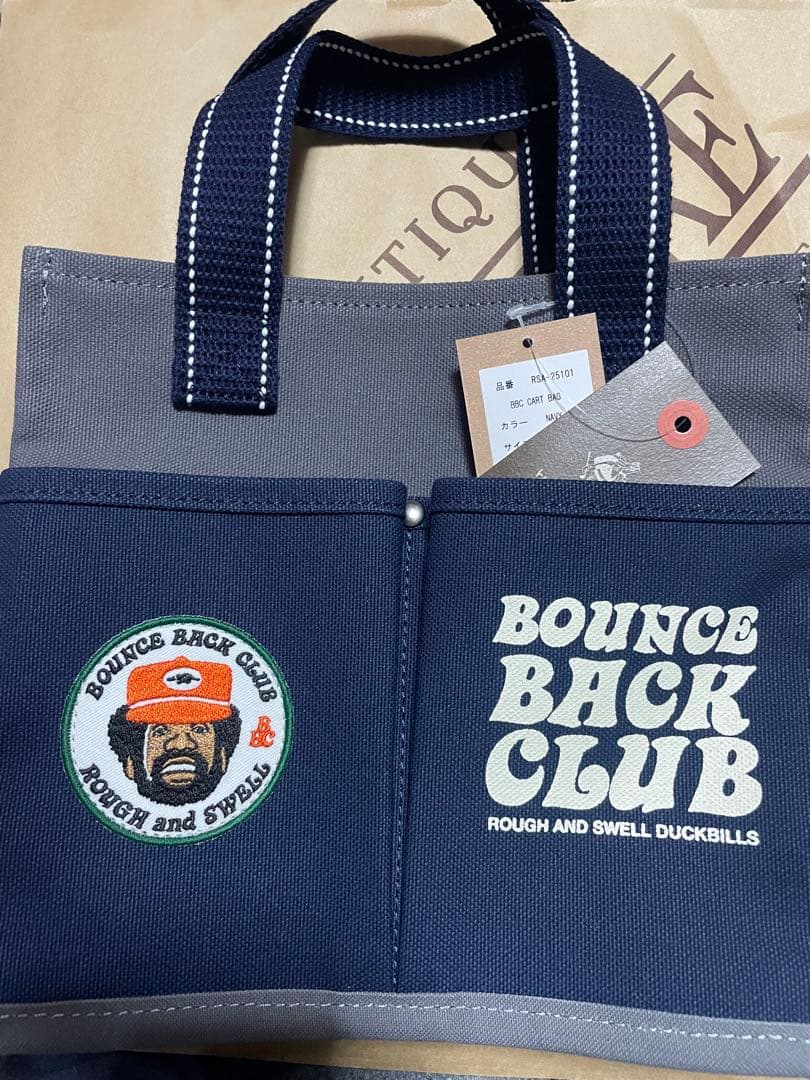 品番 RSA-25101
BBC CART BAG
カラー NAVY
BOUNCE BACK CLUB
BBC
ROUGH and SWELL
BOUNCE
BACK
CLUB
ROUGH AND SWELL DUCKBILLS